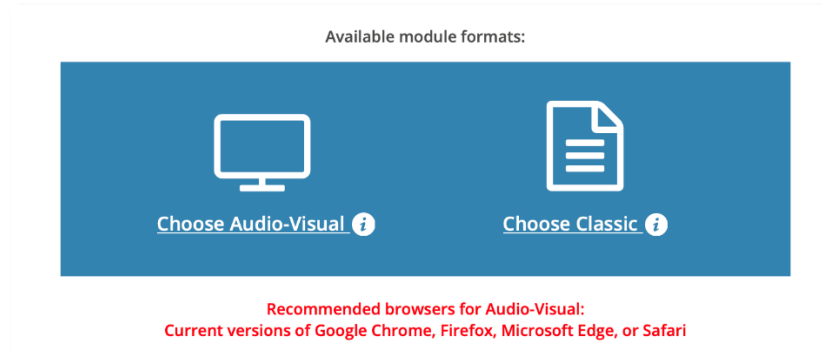 Available module formats:
Choose Audio-Visual i
Choose Classic i
Recommended browsers for Audio-Visual:
Current versions of Google Chrome, Firefox, Microsoft Edge, or Safari